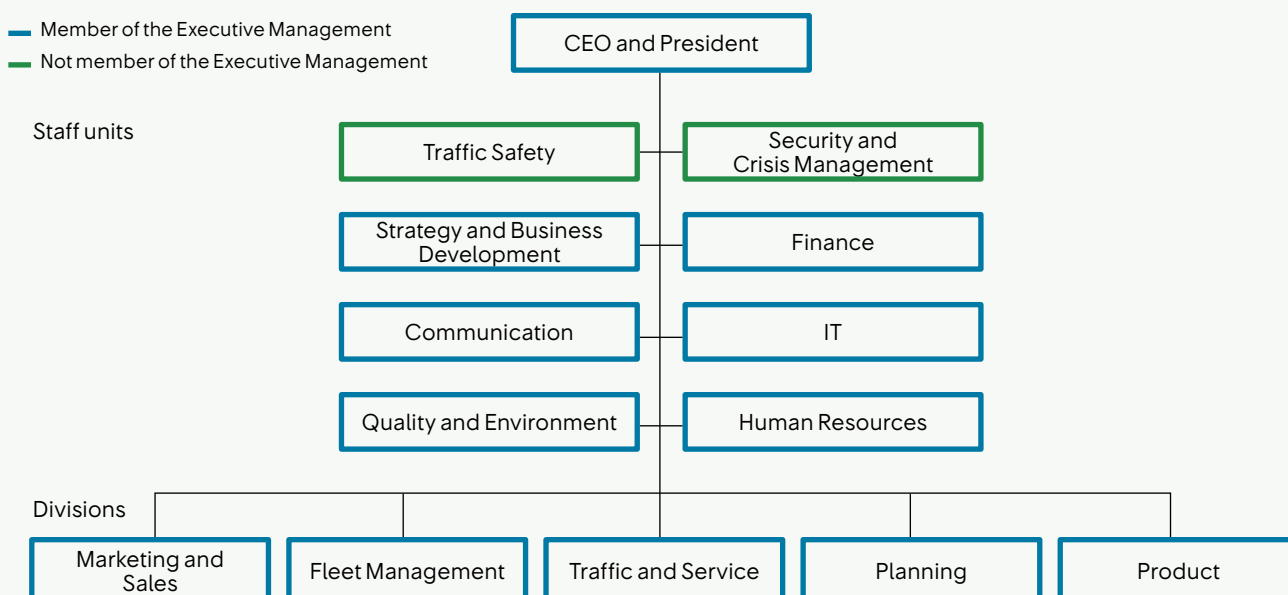 Member of the Executive Management
Not member of the Executive Management
CEO and President
Staff units
Traffic Safety
Security and
Crisis Management
Strategy and Business
Development
Finance
Communication
IT
Quality and Environment
Human Resources
Divisions
Marketing and
Sales
Fleet Management
Traffic and Service
Planning
Product